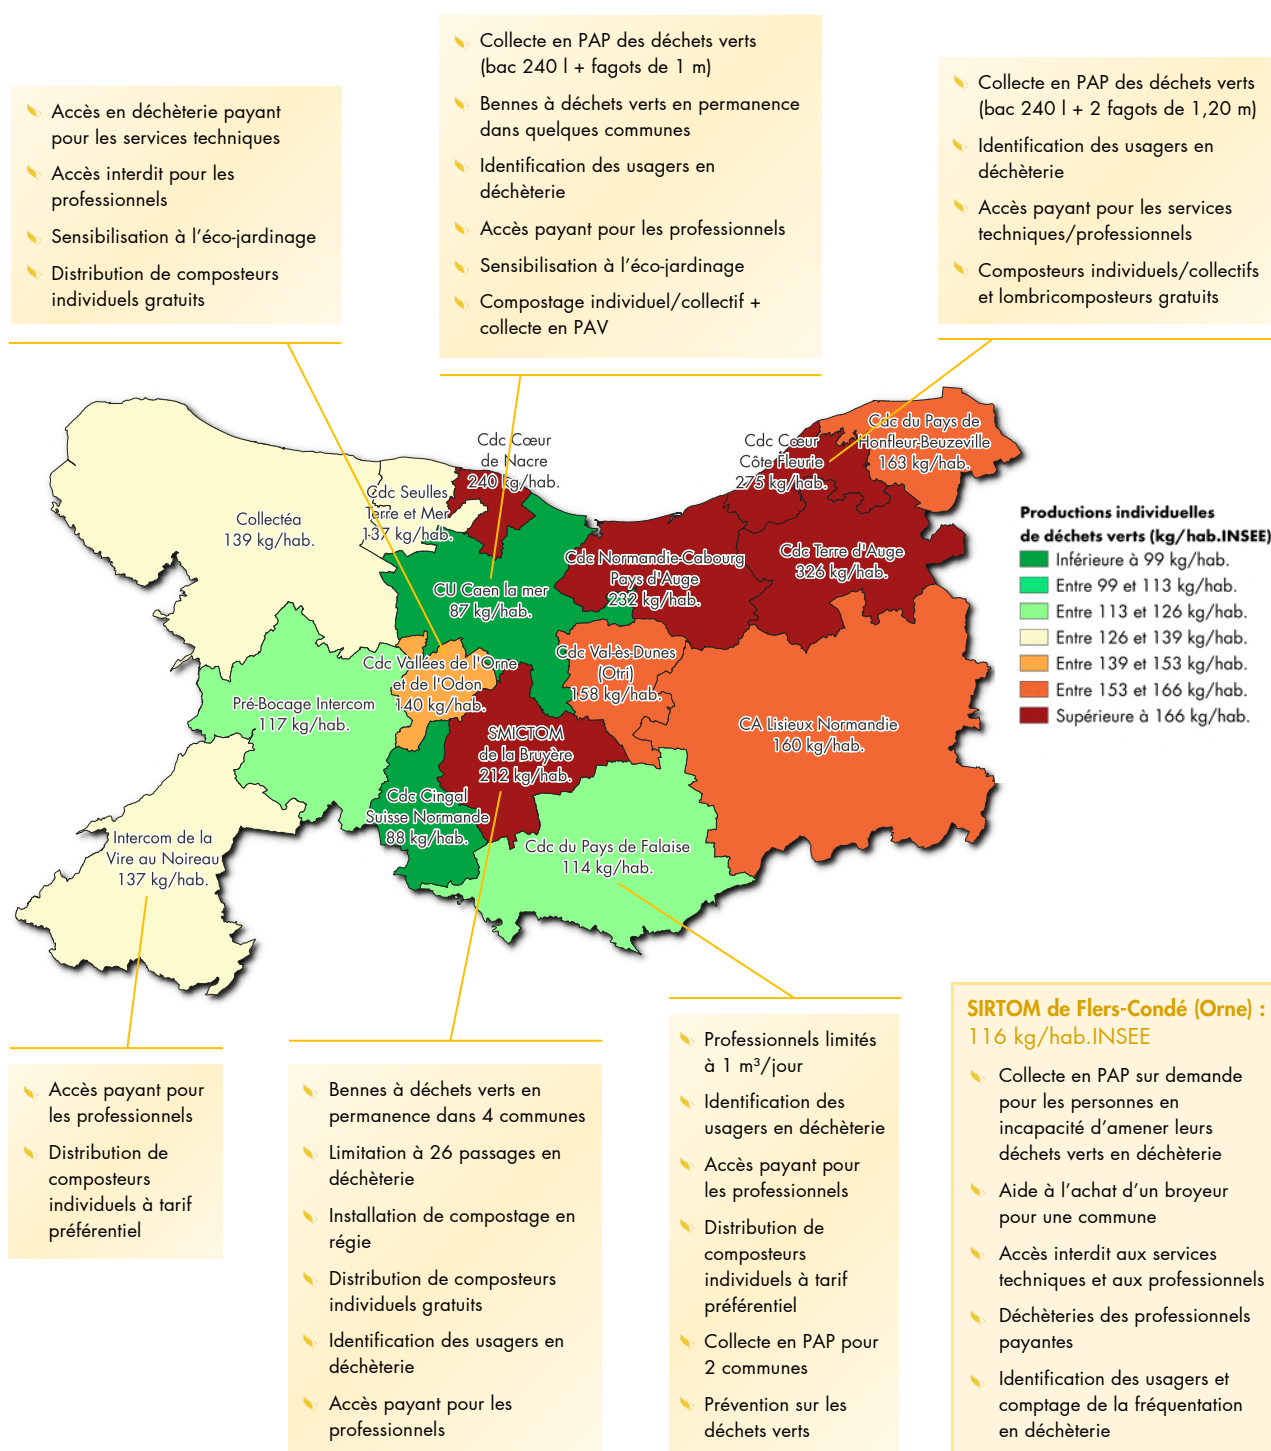 Collecte en PAP des déchets verts
(bac 240 l + fagots de 1 m)
Bennes à déchets verts en permanence
dans quelques communes
Identification des usagers en
déchèterie
Accès payant pour les professionnels
Sensibilisation à l'éco-jardinage
Compostage individuel/collectif +
collecte en PAV
Collecte en PAP des déchets verts
(bac 240 l + 2 fagots de 1,20 m)
Identification des usagers en
déchèterie
Accès payant pour les services
techniques/professionnels
Composteurs individuels/collectifs
et lombricomposteurs gratuits
Accès en déchèterie payant
pour les services techniques
Accès interdit pour les
professionnels
Sensibilisation à l'éco-jardinage
Distribution de composteurs
individuels gratuits
Cdc du Pays de
Honfleur-Beuzeville
163 kg/hab.
Cdc Cœur
de Nacre
240 kg/hab.
Cdc Cœur
Côte Fleurie
275 kg/hab.
Cdc Seulles
Terre et Mer
137 kg/hab.
Collectéa
139 kg/hab.
Cdc Normandie-Cabourg
Pays d'Auge
232 kg/hab.
Cdc Terre d'Auge
326 kg/hab.
CU Caen la mer
87 kg/hab.
Cdc Vallées de l'Orne
et de l'Odon
140 kg/hab.
Cdc Val-ès-Dunes
(Otri)
158 kg/hab.
Pré-Bocage Intercom
117 kg/hab.
CA Lisieux Normandie
160 kg/hab.
SMICTOM
de la Bruyère
212 kg/hab.
Cdc Cingal
Suisse Normande
88 kg/hab.
Intercom de la
Vire au Noireau
137 kg/hab.
Cdc du Pays de Falaise
114 kg/hab.
Productions individuelles
de déchets verts (kg/hab.INSEE)
Inférieure à 99 kg/hab.
Entre 99 et 113 kg/hab.
Entre 113 et 126 kg/hab.
Entre 126 et 139 kg/hab.
Entre 139 et 153 kg/hab.
Entre 153 et 166 kg/hab.
Supérieure à 166 kg/hab.
Accès payant pour
les professionnels
Distribution de
composteurs
individuels à tarif
préférentiel
Bennes à déchets verts en
permanence dans 4 communes
Limitation à 26 passages en
déchèterie
Installation de compostage en
régie
Distribution de composteurs
individuels gratuits
Identification des usagers en
déchèterie
Accès payant pour les
professionnels
Professionnels limités
à 1 m³/jour
Identification des
usagers en déchèterie
Accès payant pour
les professionnels
Distribution de
composteurs
individuels à tarif
préférentiel
Collecte en PAP pour
2 communes
Prévention sur les
déchets verts
SIRTOM de Flers-Condé (Orne) :
116 kg/hab.INSEE
Collecte en PAP sur demande
pour les personnes en
incapacité d'amener leurs
déchets verts en déchèterie
Aide à l'achat d'un broyeur
pour une commune
Accès interdit aux services
techniques et aux professionnels
Déchèteries des professionnels
payantes
Identification des usagers et
comptage de la fréquentation
en déchèterie